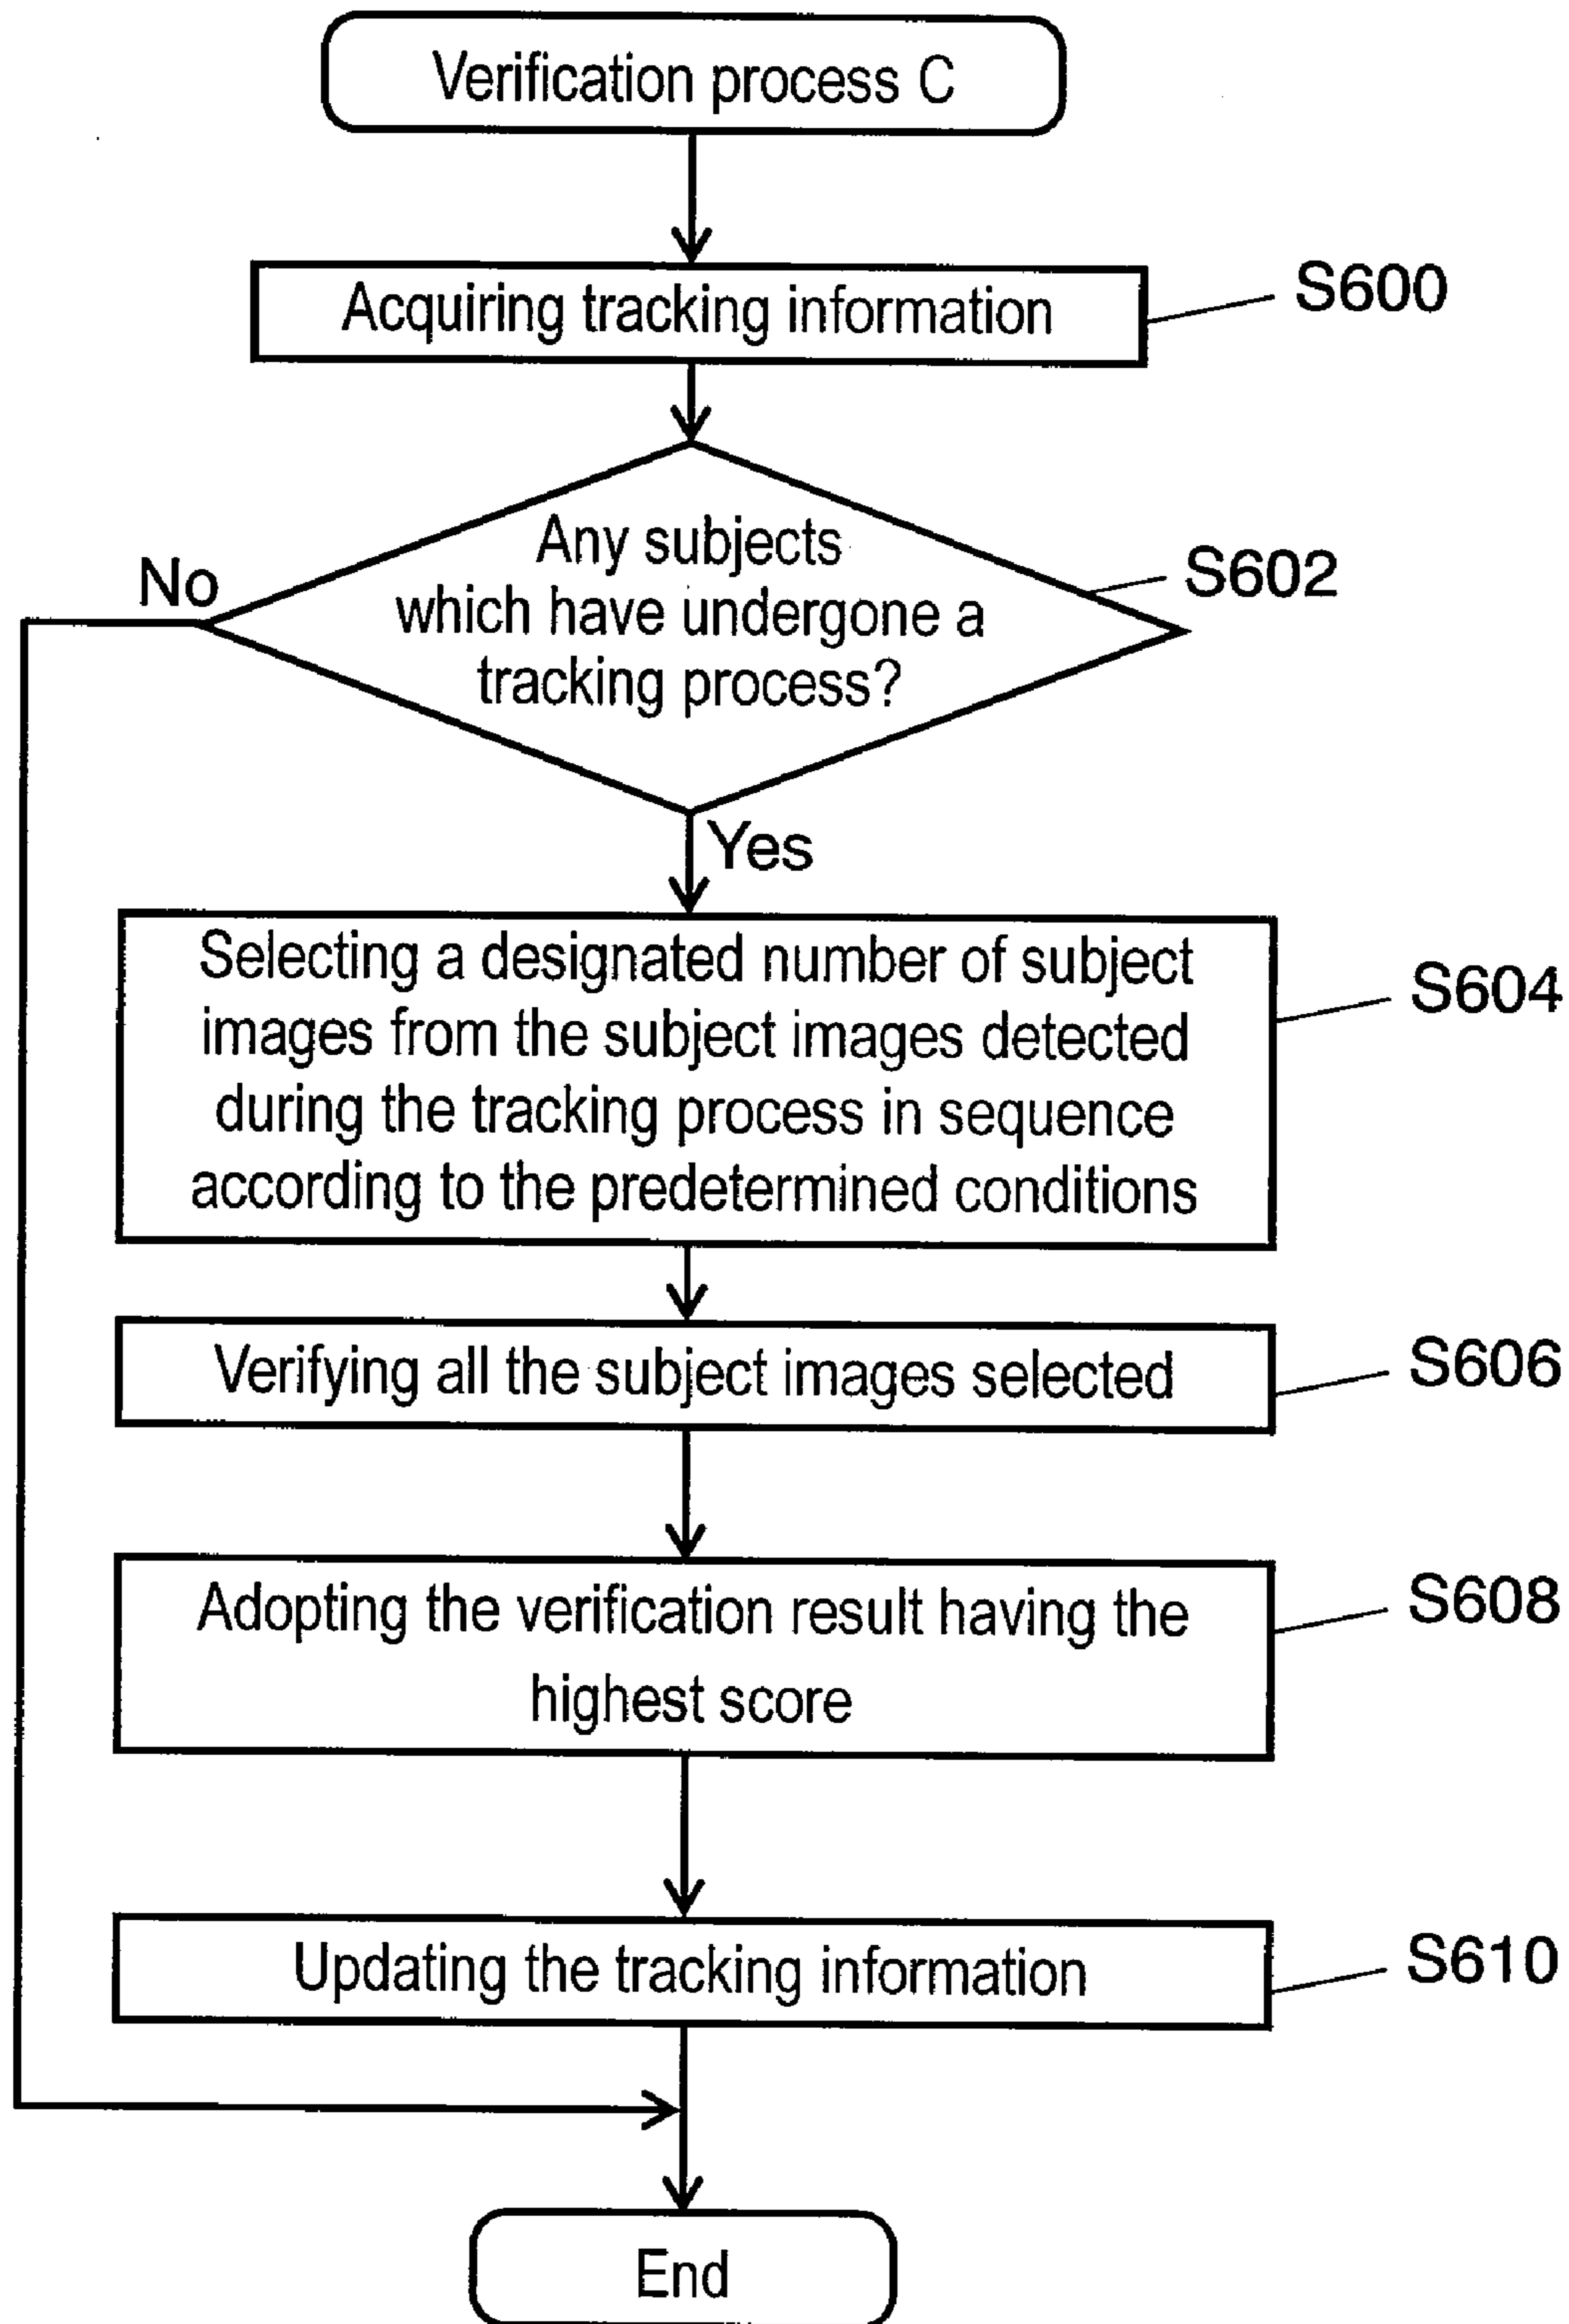 Verification process C
Acquiring tracking information
S600
Any subjects
which have undergone a
tracking process?
S602
No
Yes
Selecting a designated number of subject
images from the subject images detected
during the tracking process in sequence
according to the predetermined conditions
S604
Verifying all the subject images selected
S606
Adopting the verification result having the
highest score
S608
Updating the tracking information
S610
End